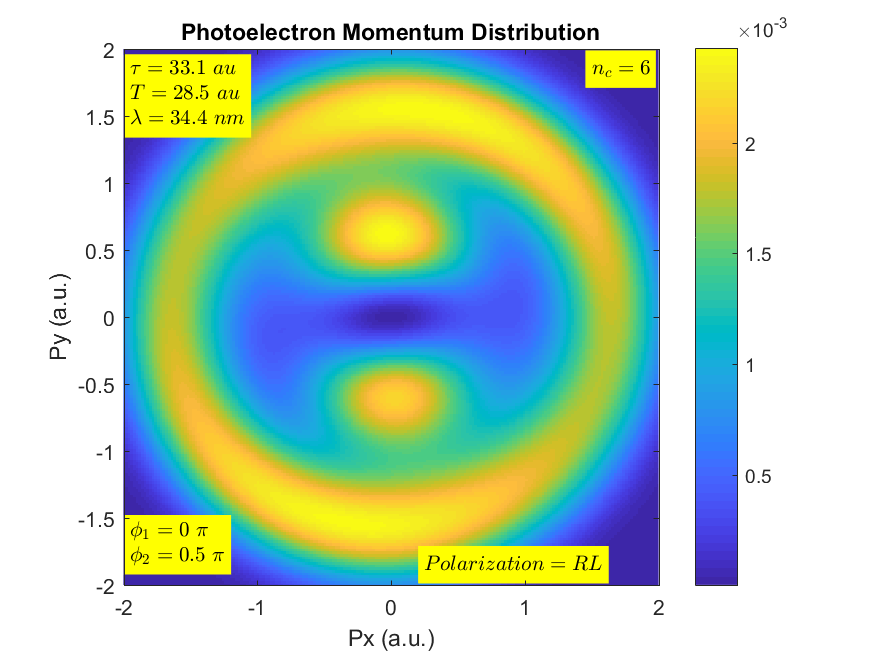 Photoelectron Momentum Distribution
×10⁻³
τ = 33.1 au
T = 28.5 au
λ = 34.4 nm
n_c = 6
ϕ₁ = 0 π
ϕ₂ = 0.5 π
Polarization = RL
2
1.5
1
0.5
0
-0.5
-1
-1.5
-2
Py (a.u.)
-2
-1
0
1
2
Px (a.u.)
2
1.5
1
0.5